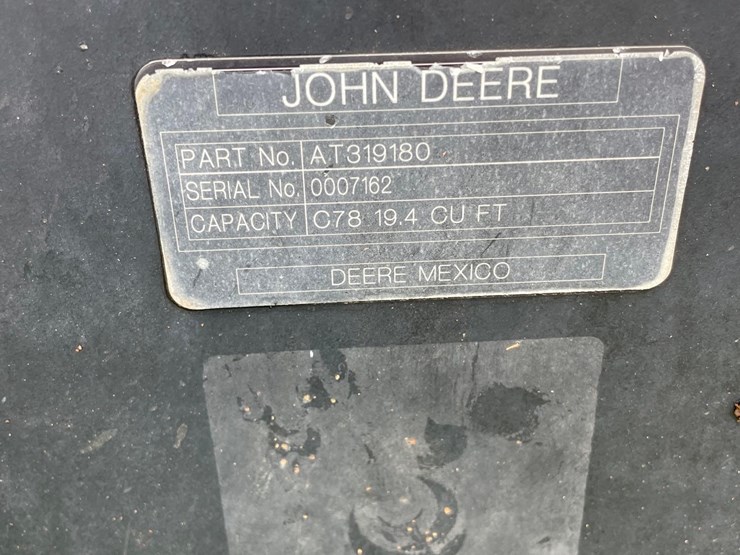 JOHN DEERE
PART No. AT319180
SERIAL No. 0007162
CAPACITY C78 19.4 CU FT
DEERE MEXICO